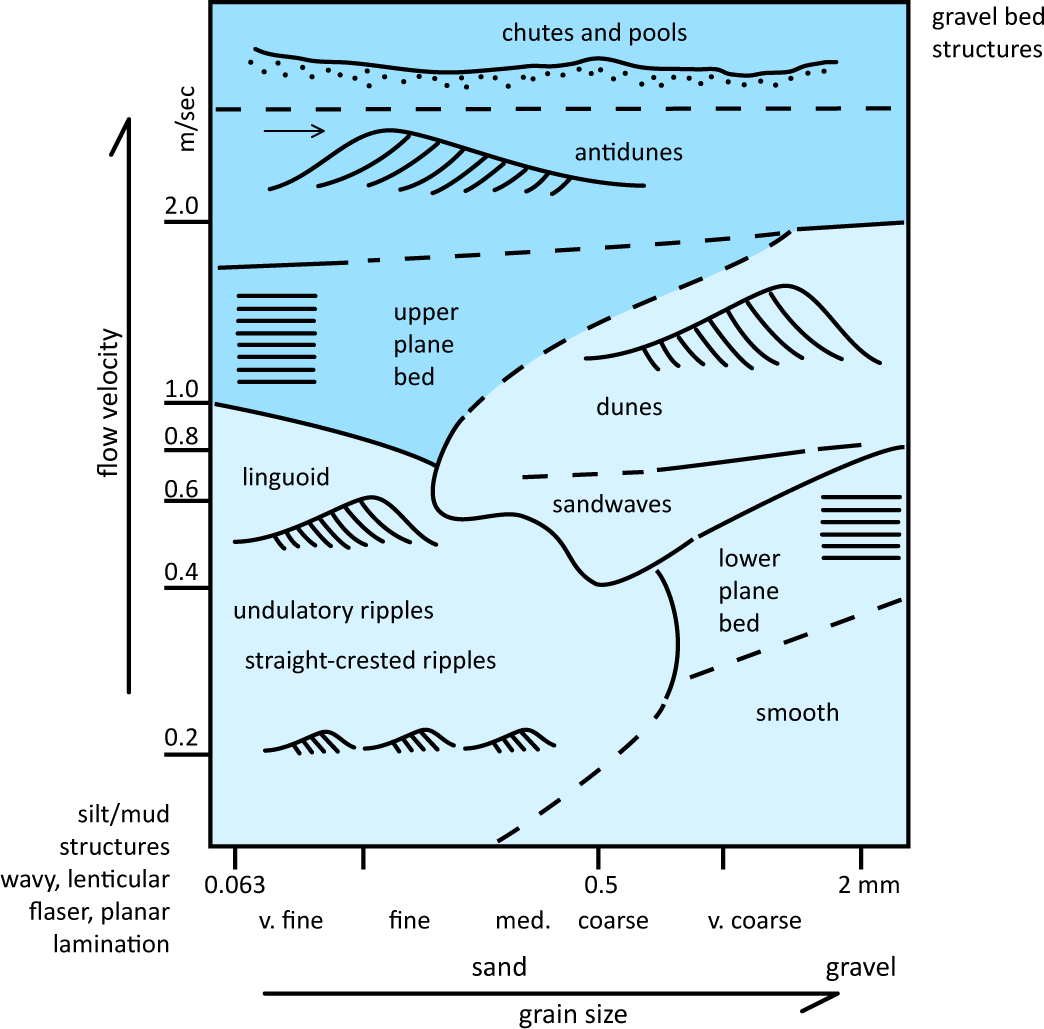 gravel bed
structures
chutes and pools
m/sec
antidunes
2.0
upper
plane
bed
flow velocity
1.0
dunes
0.8
linguoid
0.6
sandwaves
lower
plane
bed
0.4
undulatory ripples
straight-crested ripples
smooth
0.2
silt/mud
structures
wavy, lenticular
flaser, planar
lamination
0.063
0.5
2 mm
v. fine
fine
med.
coarse
v. coarse
sand
gravel
grain size